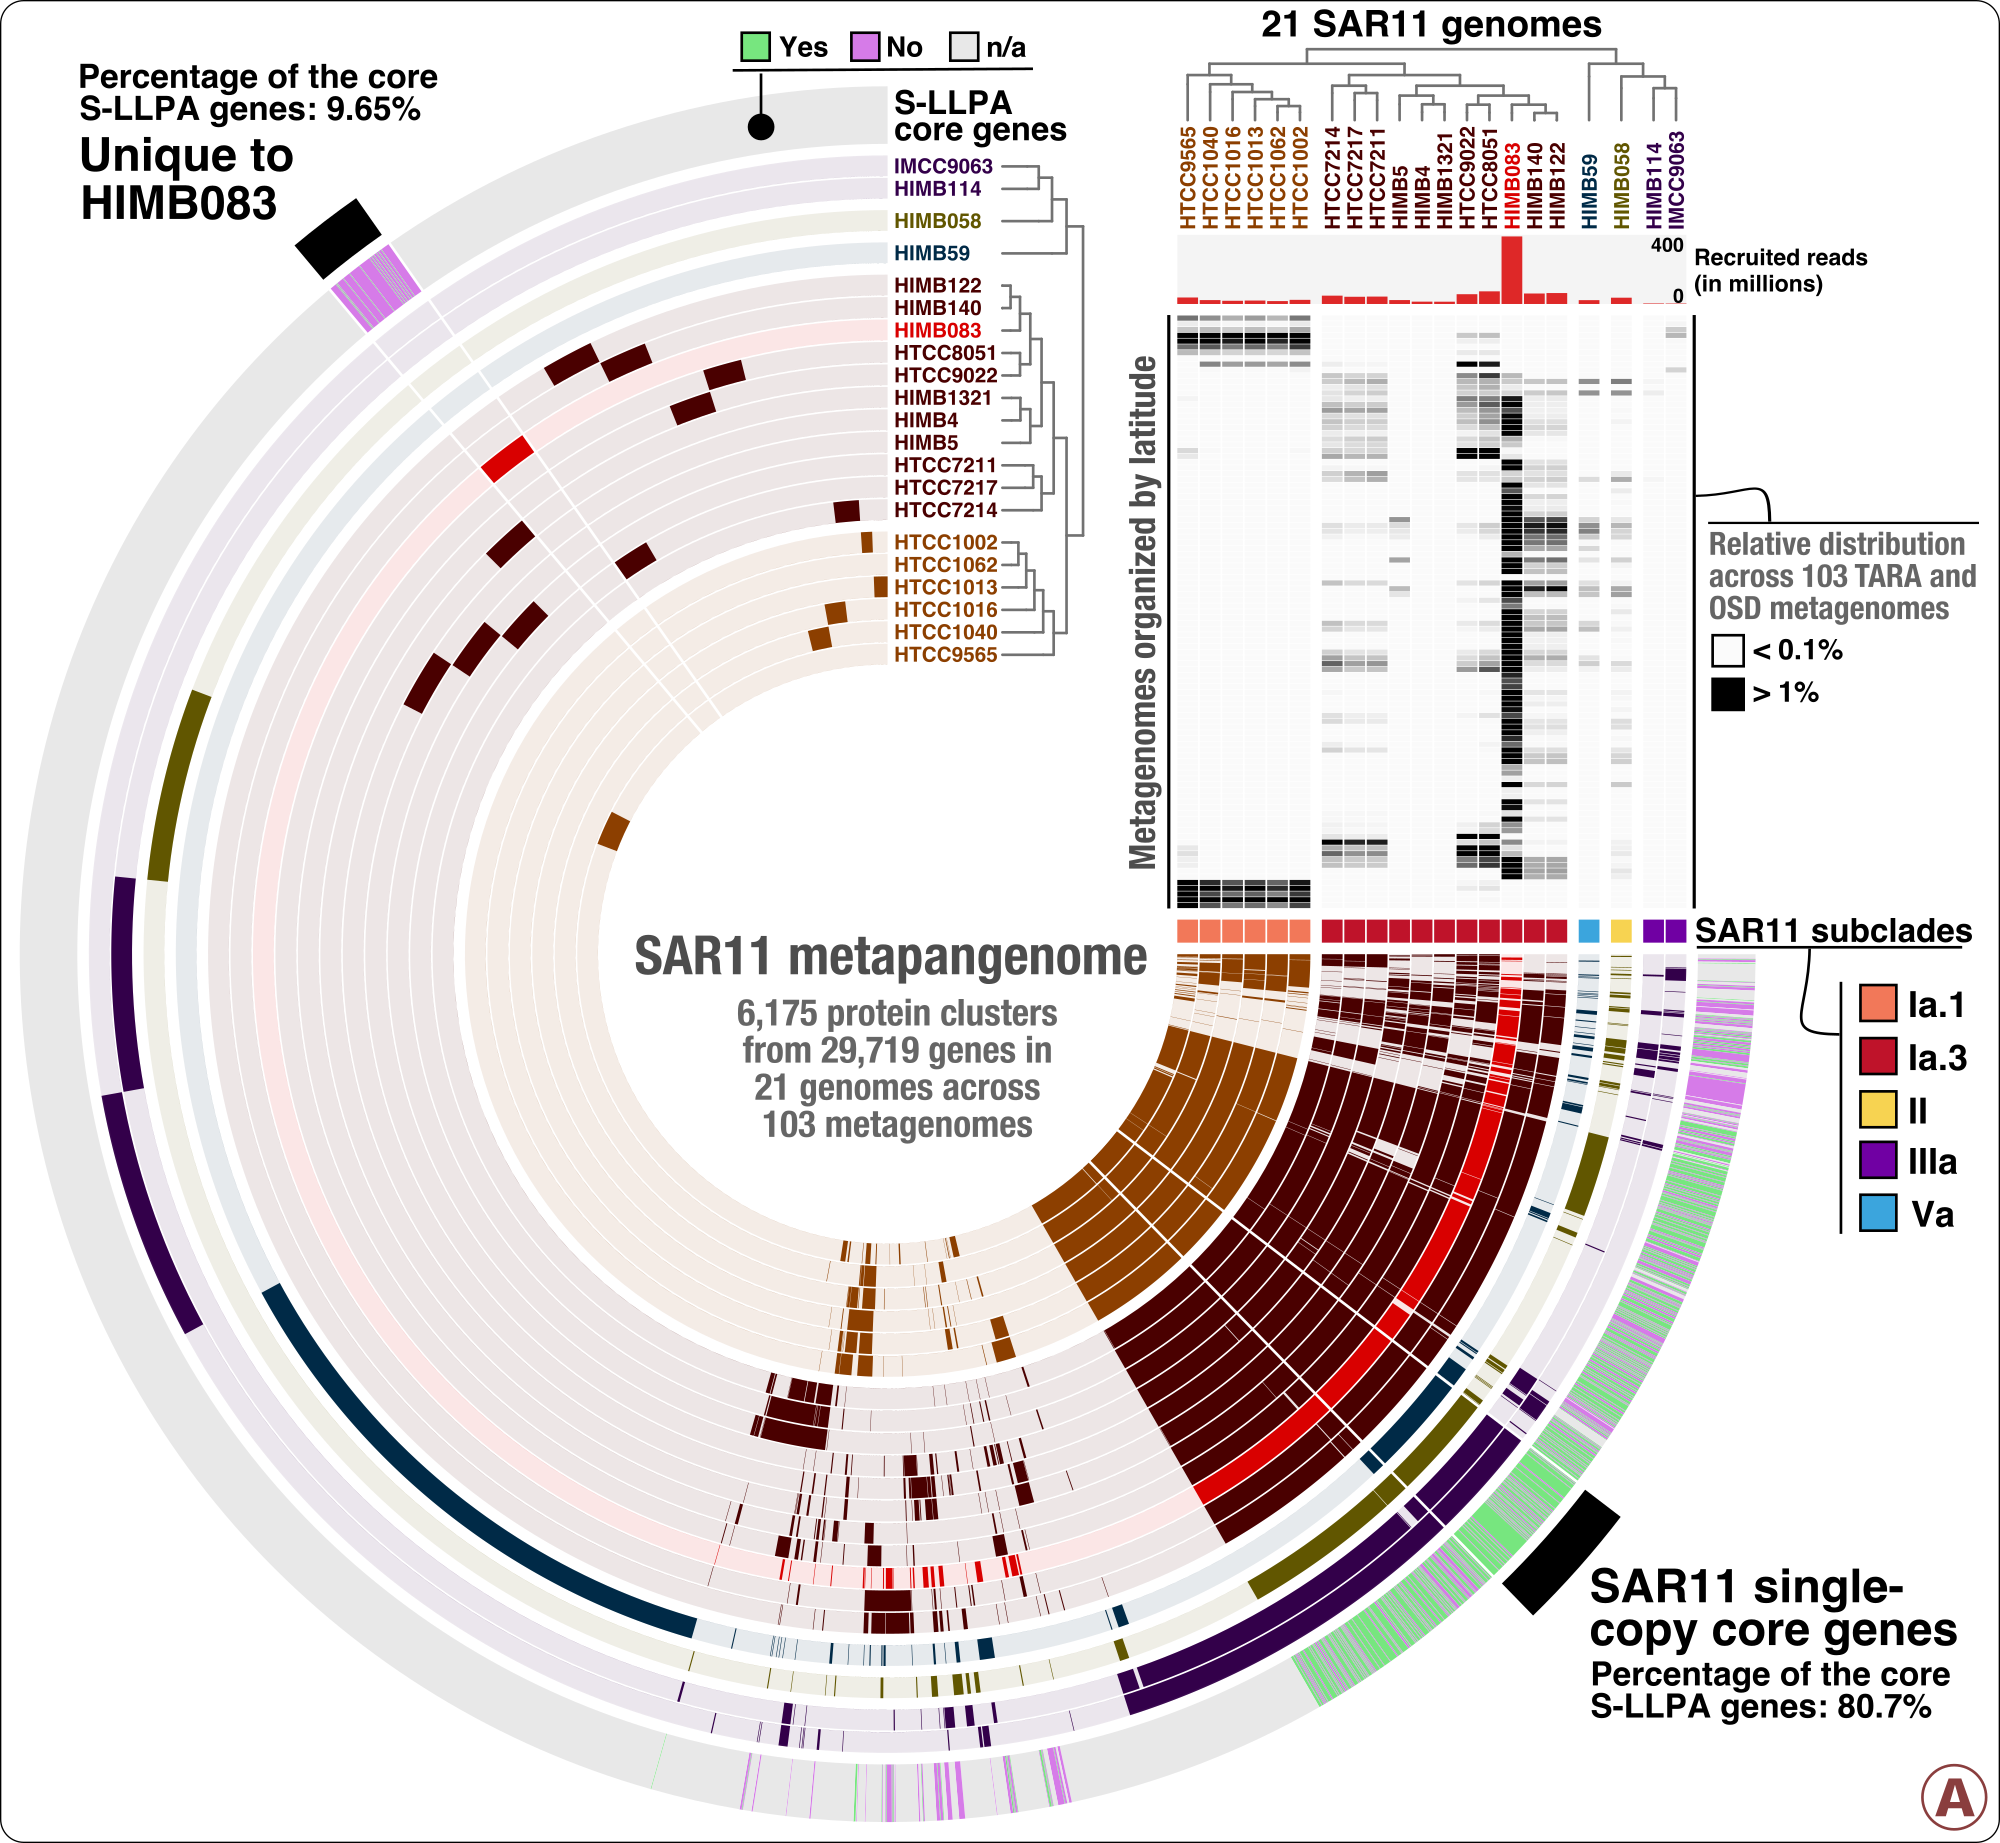 Percentage of the core
S-LLPA genes: 9.65%
Unique to
HIMB083
Yes
No
n/a
S-LLPA
core genes
IMCC9063
HIMB114
HIMB058
HIMB59
HIMB122
HIMB140
HIMB083
HTCC8051
HTCC9022
HIMB1321
HIMB4
HIMB5
HTCC7211
HTCC7217
HTCC7214
HTCC1002
HTCC1062
HTCC1013
HTCC1016
HTCC1040
HTCC9565
21 SAR11 genomes
HTCC9565
HTCC1040
HTCC1016
HTCC1013
HTCC1062
HTCC1002
HTCC7214
HTCC7217
HTCC7211
HIMB5
HIMB4
HIMB1321
HTCC9022
HTCC8051
HIMB083
HIMB140
HIMB122
HIMB59
HIMB058
HIMB114
IMCC9063
400
0
Recruited reads
(in millions)
Metagenomes organized by latitude
Relative distribution
across 103 TARA and
OSD metagenomes
< 0.1%
> 1%
SAR11 subclades
Ia.1
Ia.3
II
IIIa
Va
SAR11 metapangenome
6,175 protein clusters
from 29,719 genes in
21 genomes across
103 metagenomes
SAR11 single-
copy core genes
Percentage of the core
S-LLPA genes: 80.7%
A